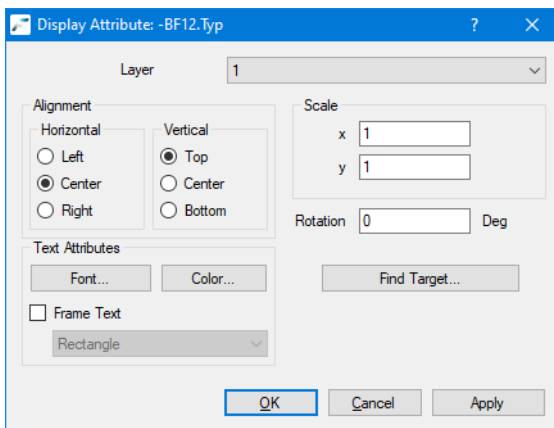 Display Attribute: -BF12.Typ
Layer 1
Alignment
Horizontal
Left
Center
Right
Vertical
Top
Center
Bottom
Scale
x 1
y 1
Rotation 0 Deg
Text Attributes
Font... Color...
Find Target...
Frame Text
Rectangle
OK Cancel Apply